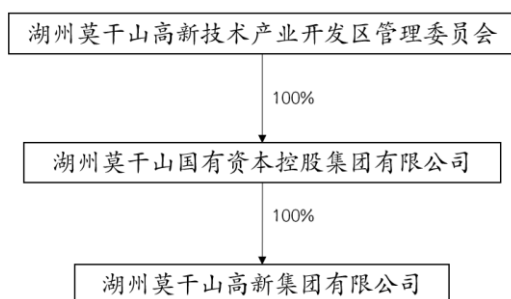 湖州莫干山高新技术产业开发区管理委员会
100%
湖州莫干山国有资本控股集团有限公司
100%
湖州莫干山高新集团有限公司